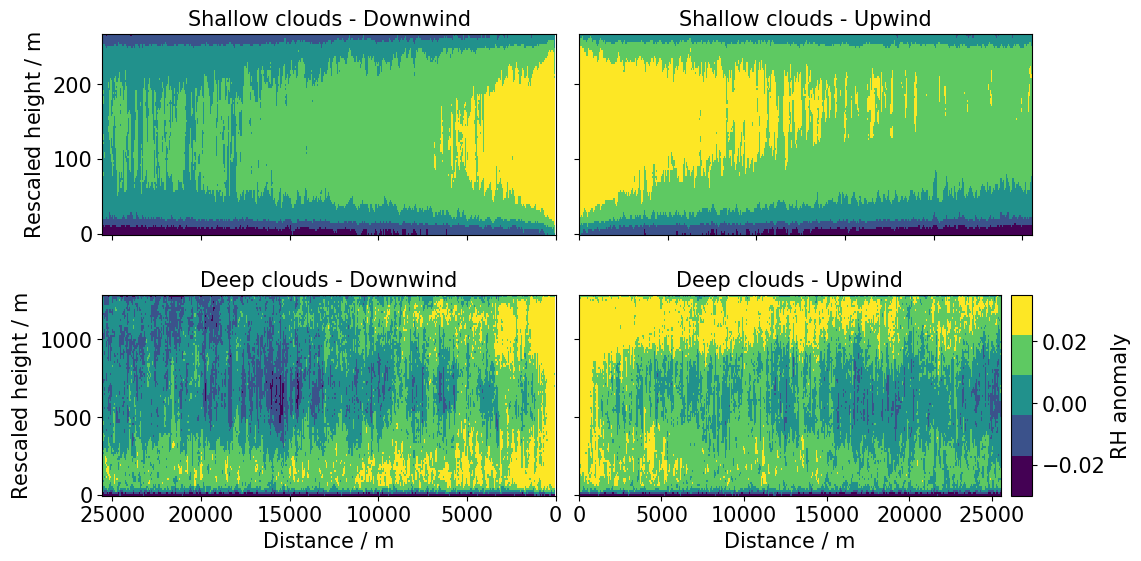 Shallow clouds - Downwind
Shallow clouds - Upwind
Rescaled height / m
200
100
0
Deep clouds - Downwind
Deep clouds - Upwind
Rescaled height / m
1000
500
0
25000 20000 15000 10000 5000 0
0 5000 10000 15000 20000 25000
Distance / m
Distance / m
0.02
0.00
−0.02
RH anomaly